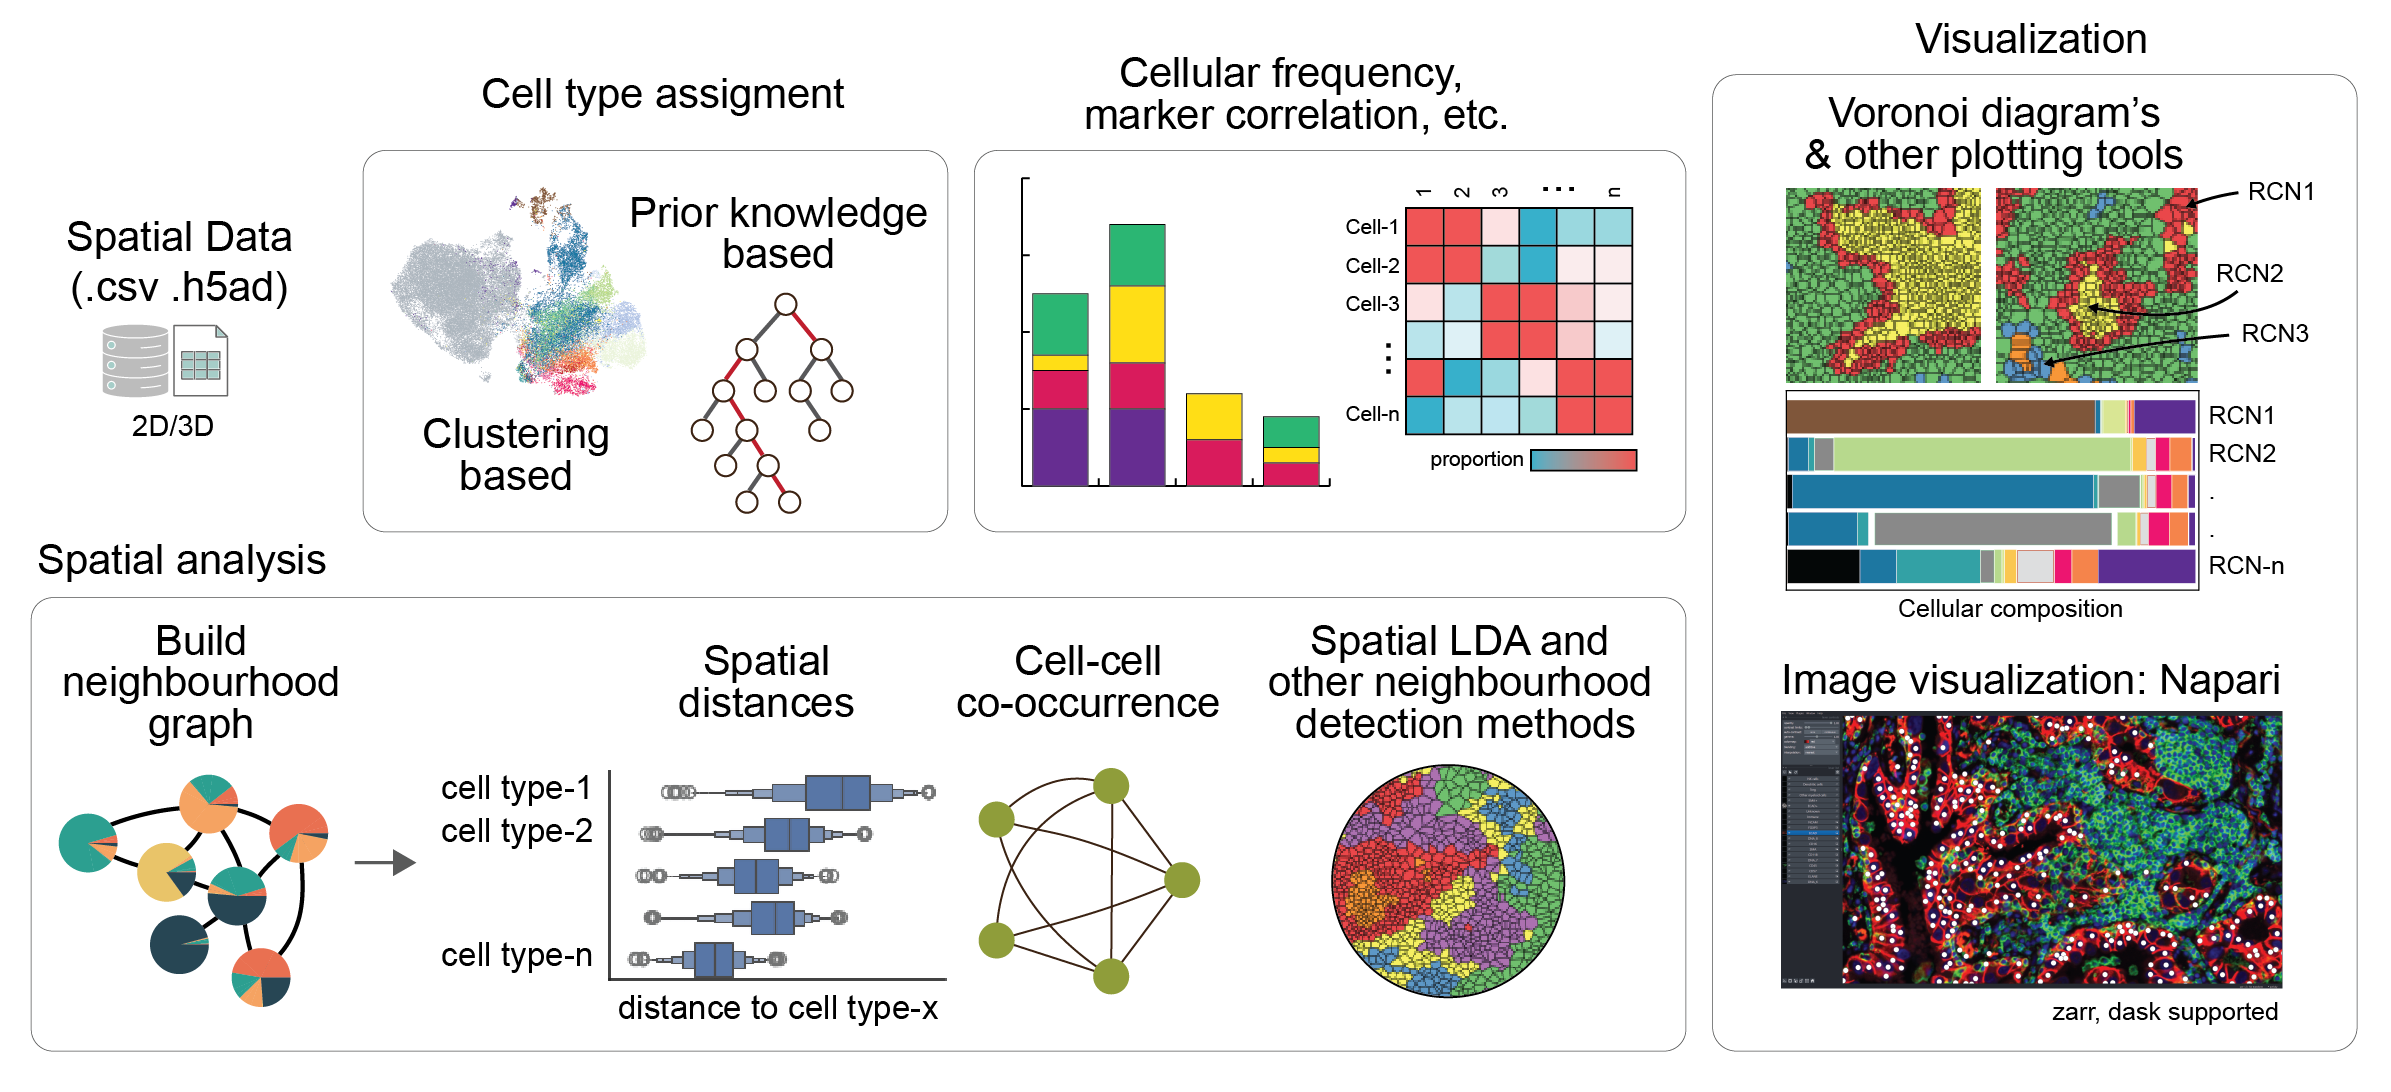 Spatial Data
(.csv .h5ad)
2D/3D
Cell type assigment
Clustering
based
Prior knowledge
based
Cellular frequency,
marker correlation, etc.
1 2 3 ... n
Cell-1
Cell-2
Cell-3
...
Cell-n
proportion
Spatial analysis
Build
neighbourhood
graph
Spatial
distances
cell type-1
cell type-2
cell type-n
distance to cell type-x
Cell-cell
co-occurrence
Spatial LDA and
other neighbourhood
detection methods
Visualization
Voronoi diagram’s
& other plotting tools
RCN1
RCN2
RCN3
RCN1
RCN2
.
.
RCN-n
Cellular composition
Image visualization: Napari
zarr, dask supported